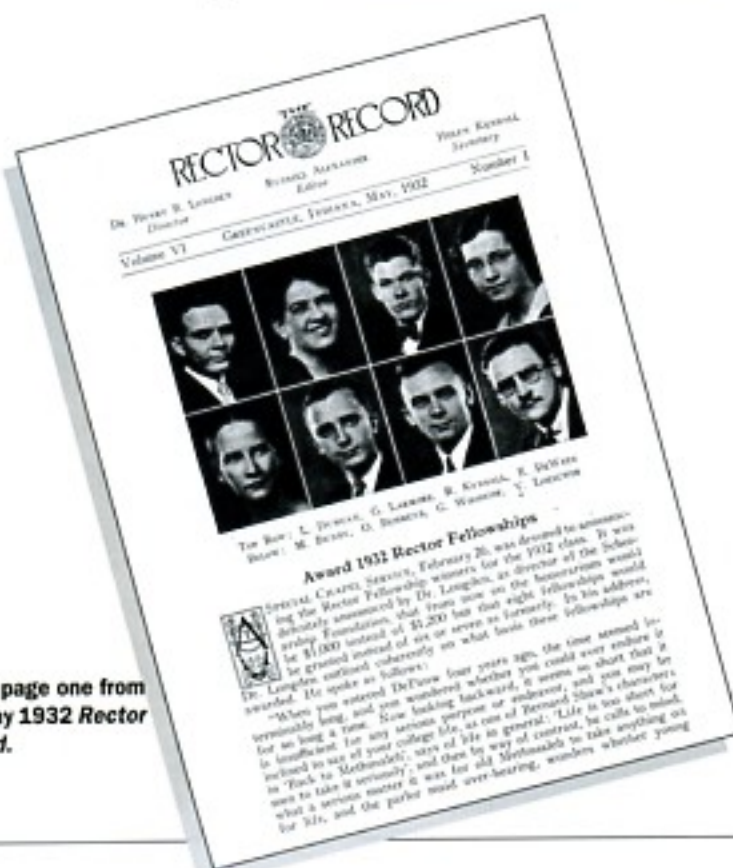 THE
RECTOR RECORD
DR. HENRY B. LONGDEN
Director
RUSSELL ALEXANDER
Editor
HELEN KENDALL
Secretary
Volume VI GREENCASTLE, INDIANA, MAY, 1932 Number 1
TOP ROW: L. DUNCAN, G. LARMORE, R. KENDALL, E. DEWEES
BELOW: M. O. G.
Award 1932 Rector Fellowships
A SPECIAL CHAPEL SERVICE, February 26, was devoted to announc-
ing the Rector Fellowship winners for the 1932 class. It was
definitely announced by Dr. Longden, as director of the Schol-
arship Foundation, that from now on the honorarium would
be $1,000 instead of $1,200 but that eight fellowships would
be granted instead of six or seven as formerly. In his address,
Dr. Longden outlined coherently on what basis these fellowships are
awarded. He spoke as follows:
"When you entered DePauw four years ago, the time seemed in-
terminably long, and you wondered whether you could ever endure it
for so long a time. Now looking backward, it seems so short that it
is insufficient for any serious purpose or endeavor, and you may be
inclined to say of your college life, as one of Bernard Shaw's characters
in 'Back to Methuselah', says of life in general: 'Life is too short for
men to take it seriously', and then by way of contrast, he calls to mind,
what a serious matter it was for old Methuselah to take anything on
for life, and the parlor maid over-hearing, wonders whether young
page one from
ay 1932 Rector
d.